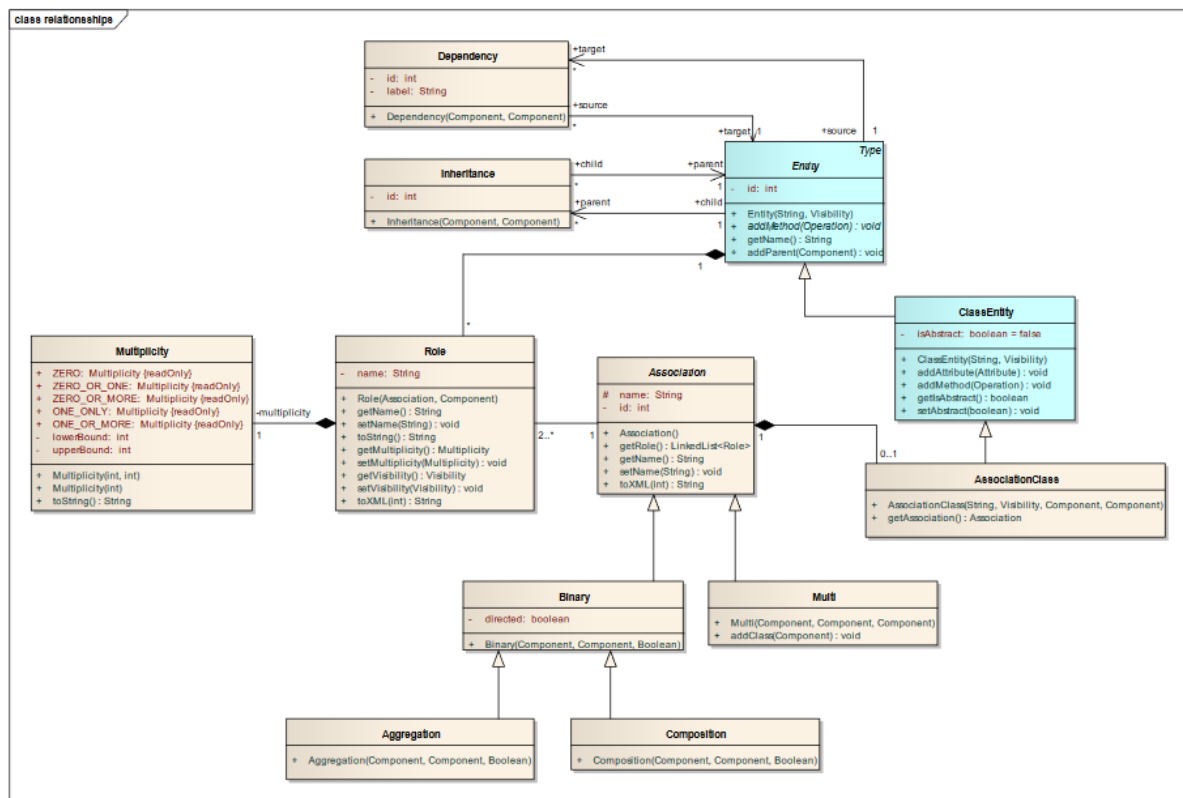 class relationsships
Dependency
- id: int
- label: String
+ Dependency(Component, Component)
+target
*
+source
*
+target
1
+source
1
Inheritance
- id: int
+ Inheritance(Component, Component)
+child
*
+parent
1
+parent
*
+child
1
Type
Entity
- id: int
+ Entity(String, Visibility)
+ addMethod(Operation) : void
+ getName() : String
+ addParent(Component) : void
1
*
ClassEntity
- isAbstract: boolean = false
+ ClassEntity(String, Visibility)
+ addAttribute(Attribute) : void
+ addMethod(Operation) : void
+ getIsAbstract() : boolean
+ setAbstract(boolean) : void
Multiplicity
+ ZERO: Multiplicity {readOnly}
+ ZERO_OR_ONE: Multiplicity {readOnly}
+ ZERO_OR_MORE: Multiplicity {readOnly}
+ ONE_ONLY: Multiplicity {readOnly}
+ ONE_OR_MORE: Multiplicity {readOnly}
- lowerBound: int
- upperBound: int
+ Multiplicity(int, int)
+ Multiplicity(int)
+ toString() : String
-multiplicity
1
Role
- name: String
+ Role(Association, Component)
+ getName() : String
+ setName(String) : void
+ toString() : String
+ getMultiplicity() : Multiplicity
+ setMultiplicity(Multiplicity) : void
+ getVisibility() : Visibility
+ setVisibility(Visibility) : void
+ toXML(int) : String
2..*
1
Association
# name: String
- id: int
+ Association()
+ getRole() : LinkedList<Role>
+ getName() : String
+ setName(String) : void
+ toXML(int) : String
1
0..1
AssociationClass
+ AssociationClass(String, Visibility, Component, Component)
+ getAssociation() : Association
Binary
- directed: boolean
+ Binary(Component, Component, Boolean)
Multi
+ Multi(Component, Component, Component)
+ addClass(Component) : void
Aggregation
+ Aggregation(Component, Component, Boolean)
Composition
+ Composition(Component, Component, Boolean)